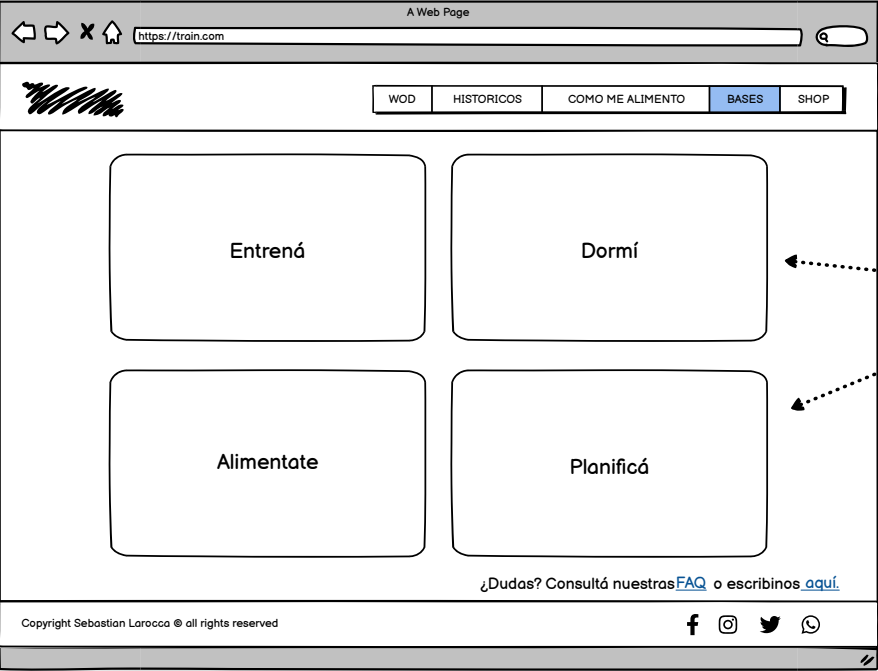 A Web Page
https://train.com
WOD HISTORICOS COMO ME ALIMENTO BASES SHOP
Entrená Dormí
Alimentate Planificá
¿Dudas? Consultá nuestras FAQ o escribinos aquí.
Copyright Sebastian Larocca © all rights reserved